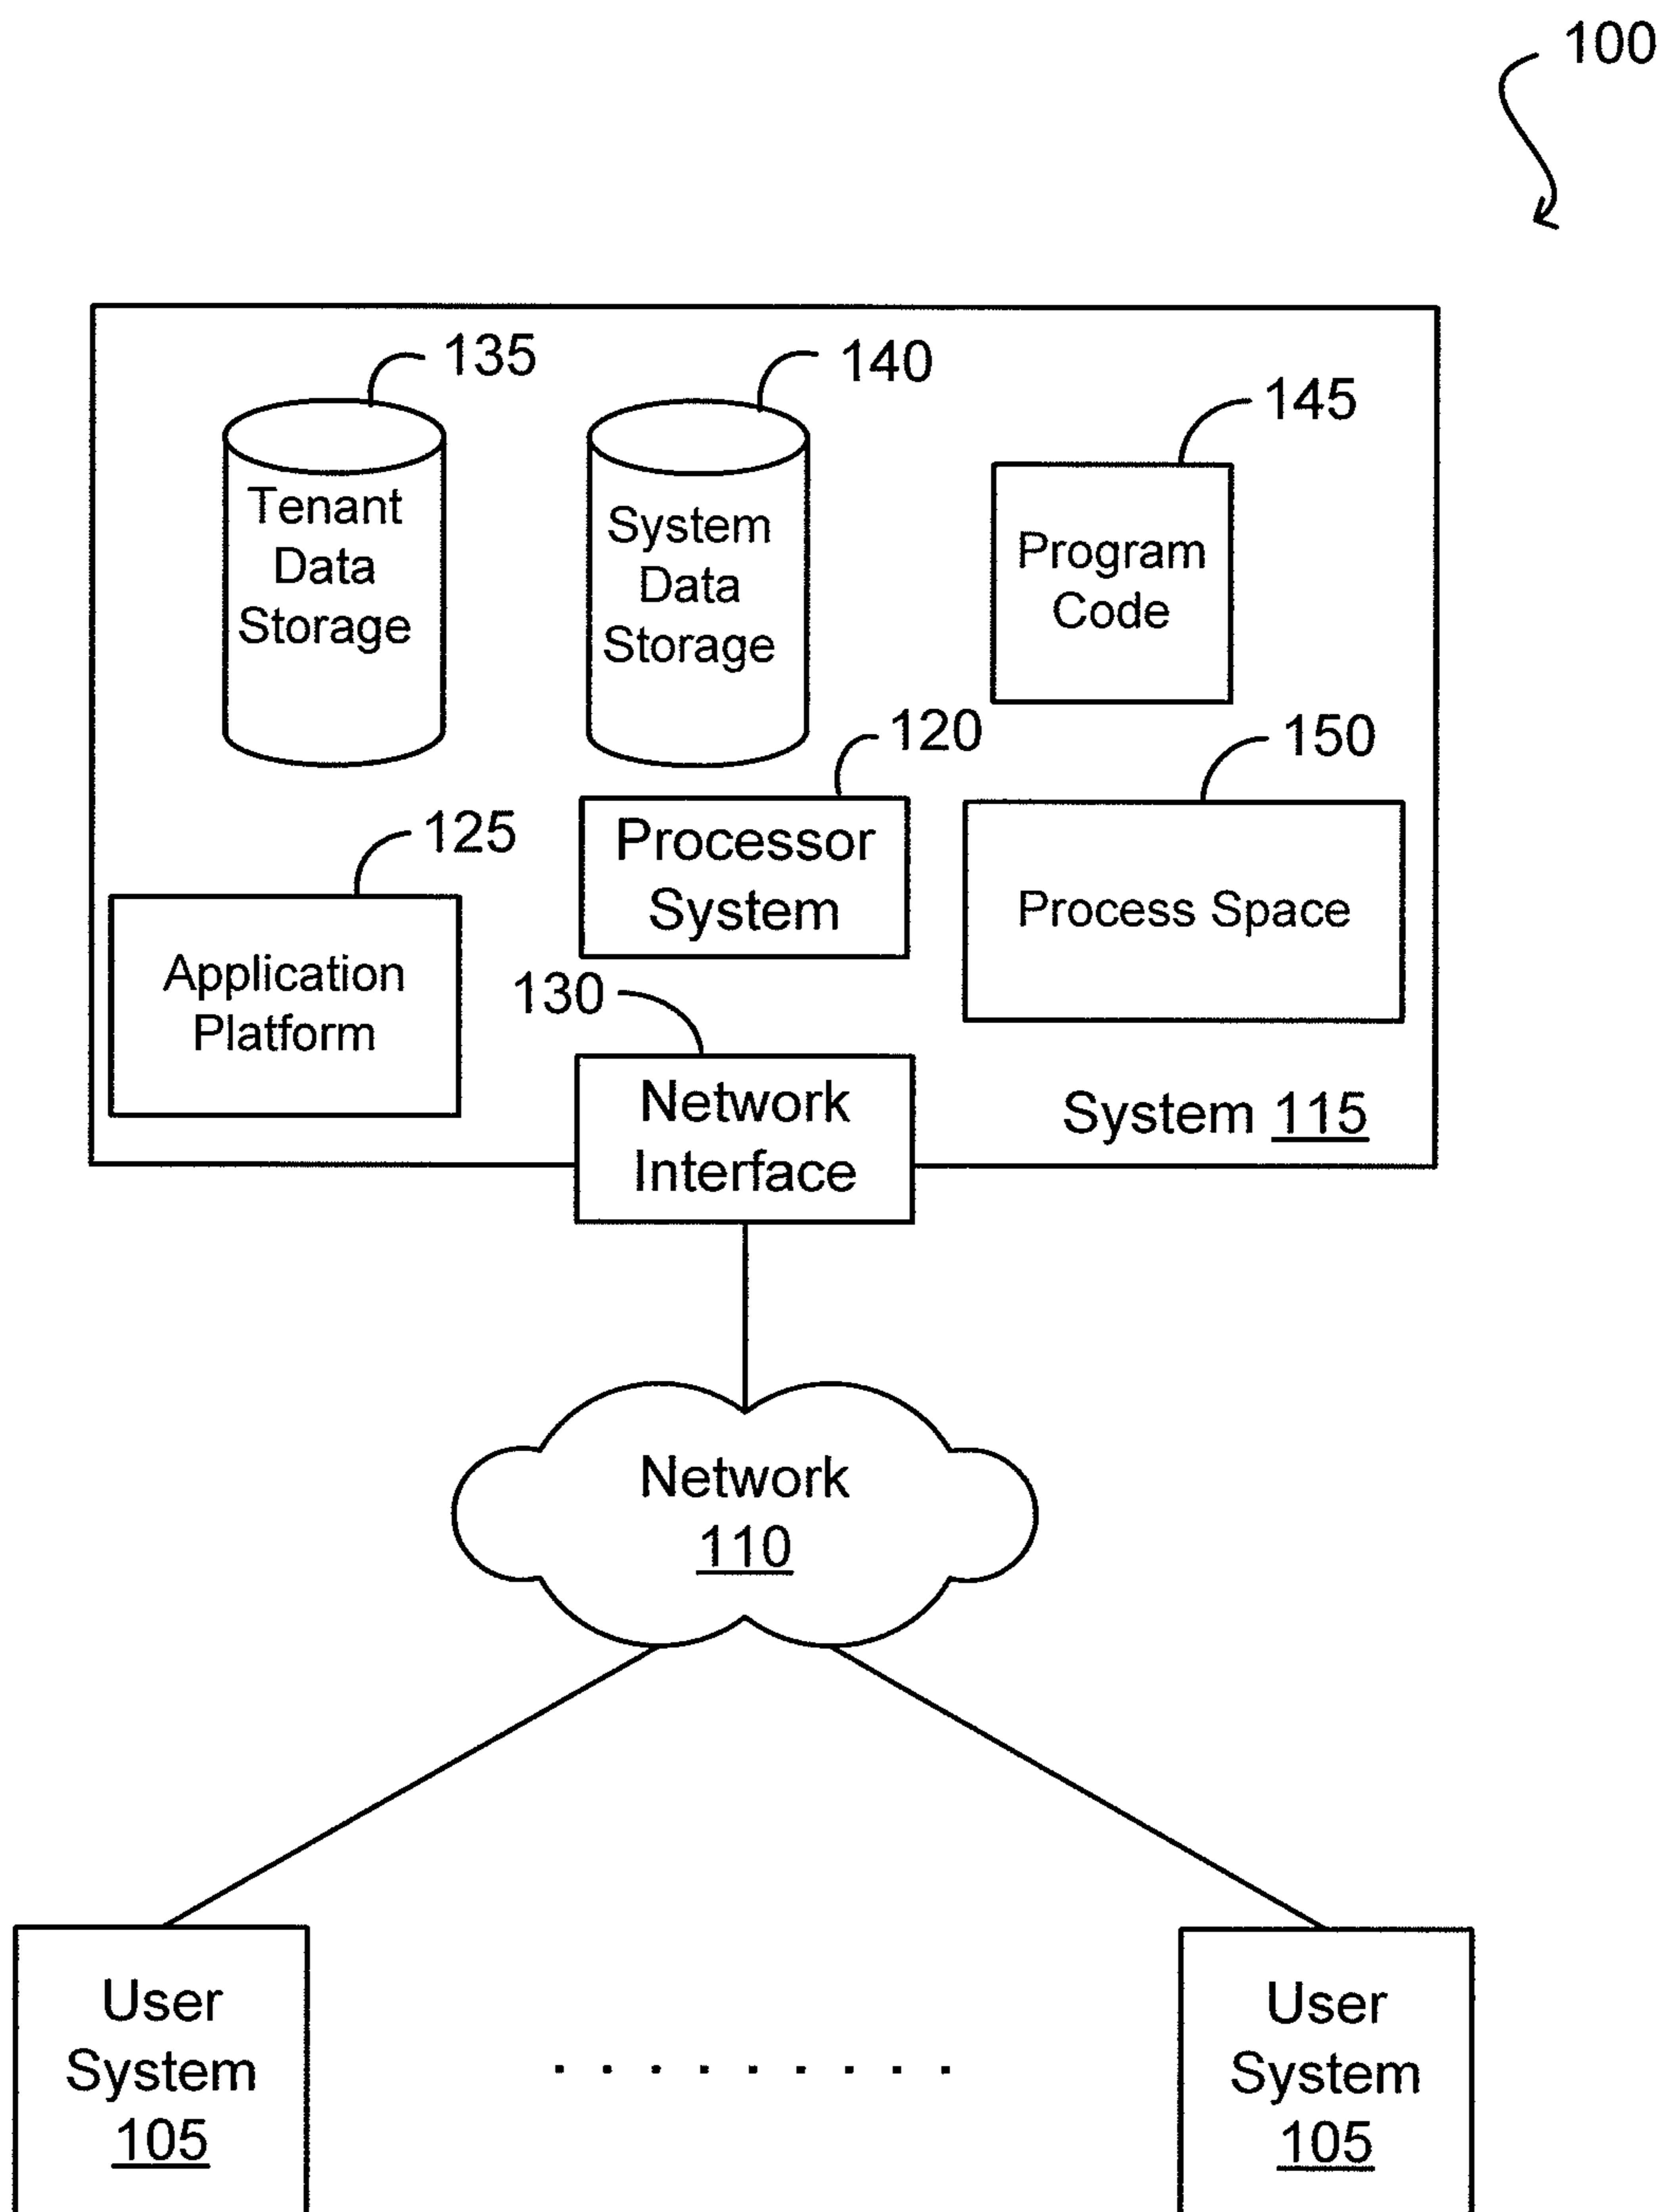 100
135
140
145
Tenant
Data
Storage
System
Data
Storage
Program
Code
120
150
125
Processor
System
Process Space
Application
Platform
130
Network
Interface
System 115
Network
110
User
System
105
User
System
105